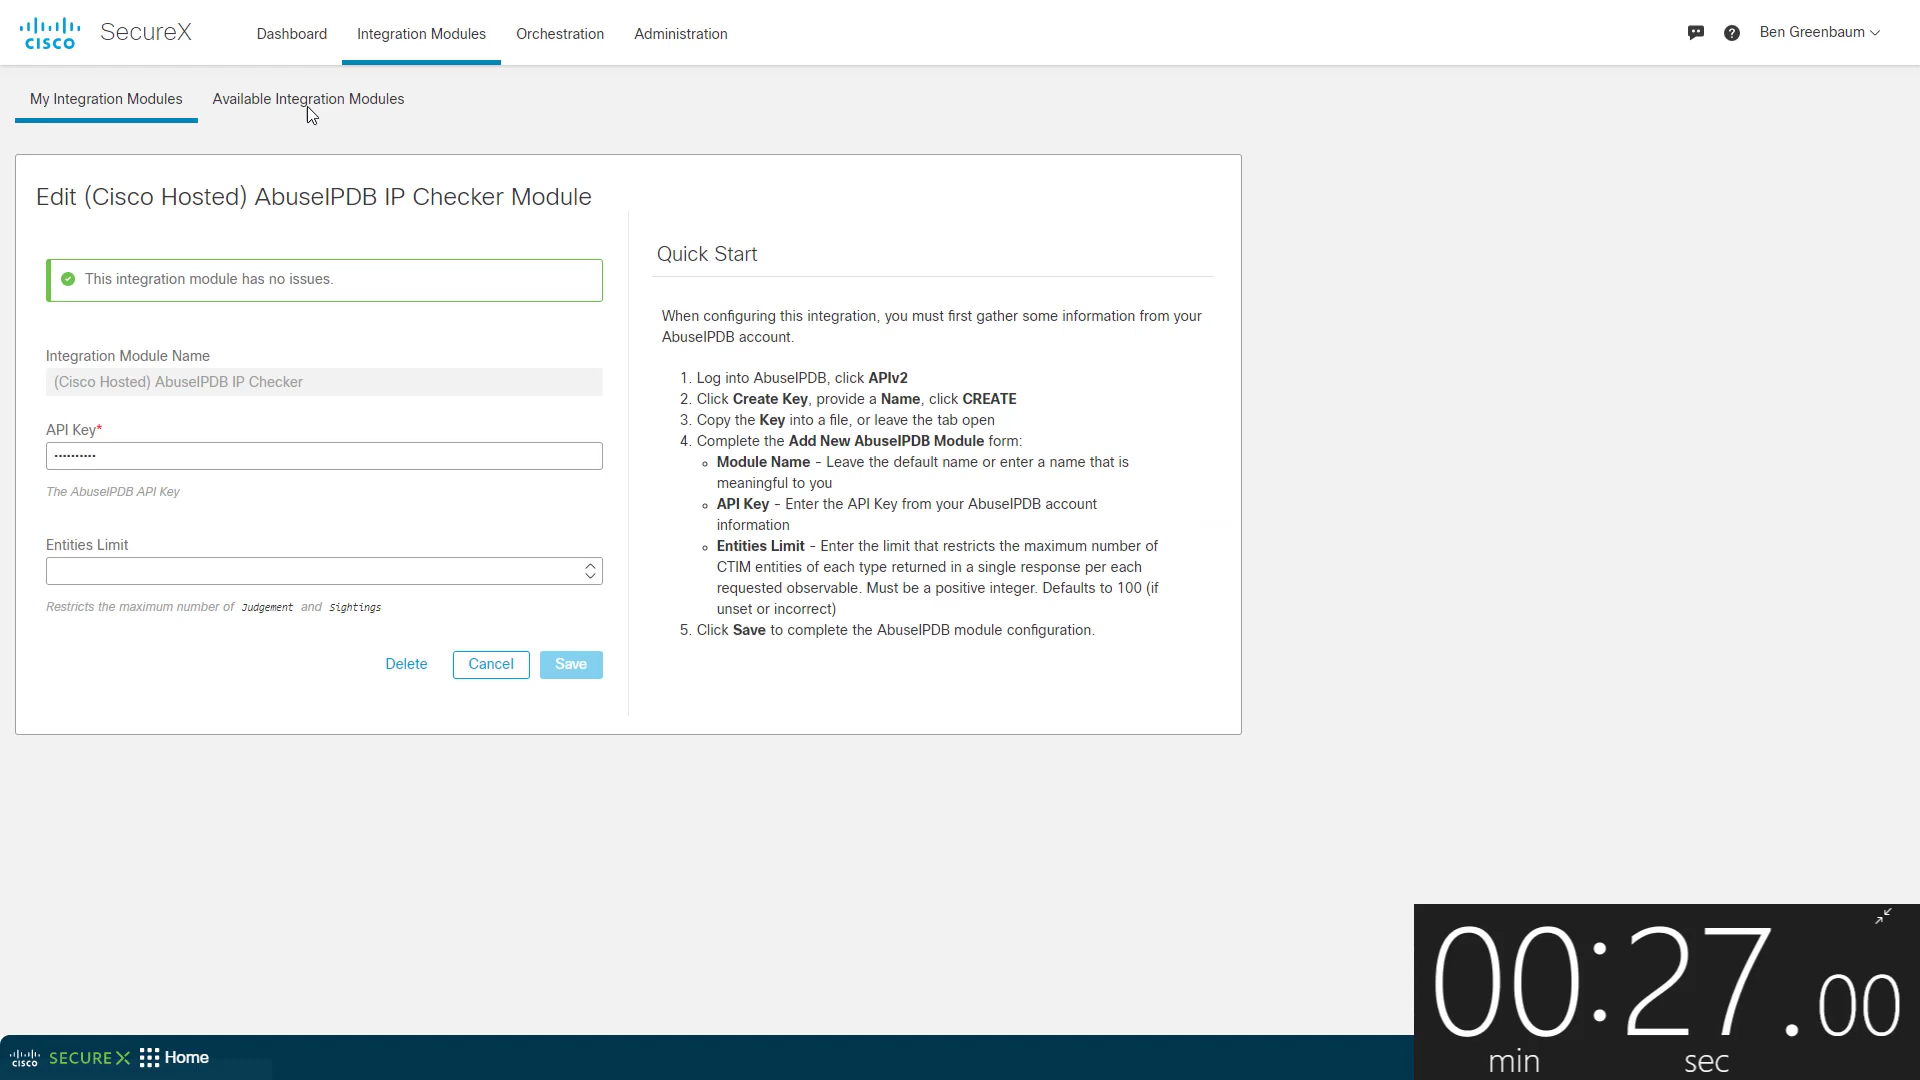 CISCO SecureX Dashboard Integration Modules Orchestration Administration Ben Greenbaum
My Integration Modules Available Integration Modules
Edit (Cisco Hosted) AbuseIPDB IP Checker Module
This integration module has no issues.
Integration Module Name
(Cisco Hosted) AbuseIPDB IP Checker
API Key*
··········
The AbuseIPDB API Key
Entities Limit
Restricts the maximum number of Judgement and Sightings
Delete Cancel Save
Quick Start
When configuring this integration, you must first gather some information from your
AbuseIPDB account.
1. Log into AbuseIPDB, click APIv2
2. Click Create Key, provide a Name, click CREATE
3. Copy the Key into a file, or leave the tab open
4. Complete the Add New AbuseIPDB Module form:
Module Name - Leave the default name or enter a name that is
meaningful to you
API Key - Enter the API Key from your AbuseIPDB account
information
Entities Limit - Enter the limit that restricts the maximum number of
CTIM entities of each type returned in a single response per each
requested observable. Must be a positive integer. Defaults to 100 (if
unset or incorrect)
5. Click Save to complete the AbuseIPDB module configuration.
CISCO SECUREX Home
00:27.00
min sec